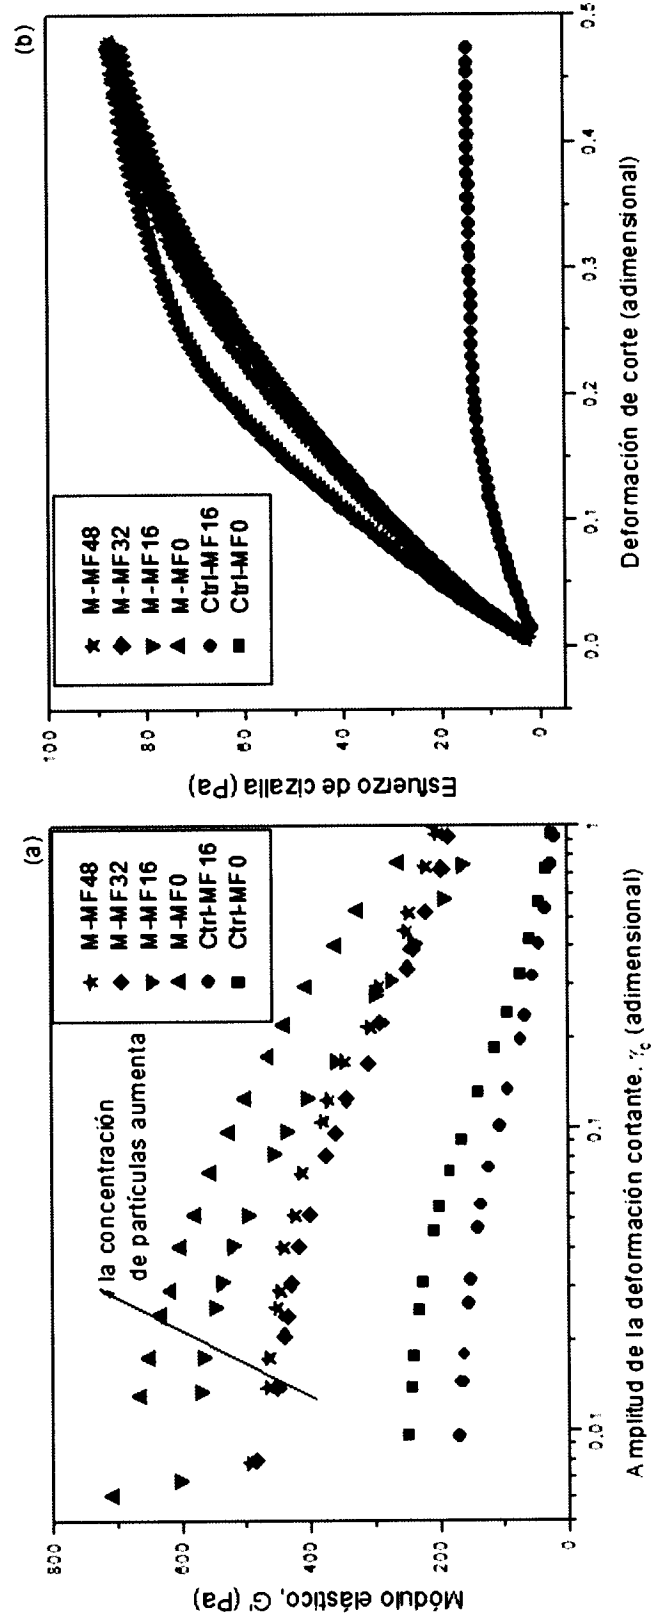 (a)
Módulo elástico, G' (Pa)
800
600
400
200
0
0.01
0.1
1
Amplitud de la deformación cortante, γc (adimensional)
la concentración
de partículas aumenta
M-MF48
M-MF32
M-MF16
M-MF0
Ctrl-MF16
Ctrl-MF0
(b)
Esfuerzo de cizalla (Pa)
100
80
60
40
20
0
0.0
0.1
0.2
0.3
0.4
0.5
Deformación de corte (adimensional)
M-MF48
M-MF32
M-MF16
M-MF0
Ctrl-MF16
Ctrl-MF0